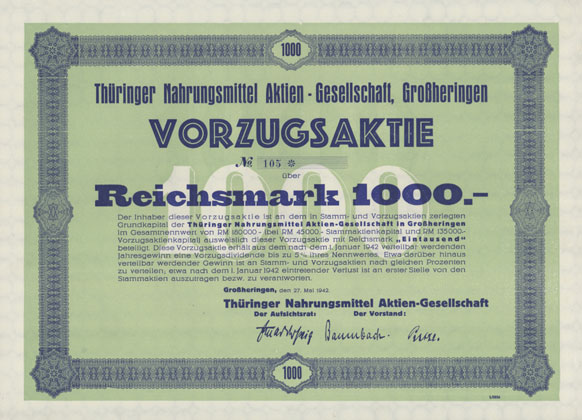 1000
Thüringer Nahrungsmittel Aktien-Gesellschaft, Großheringen
VORZUGSAKTIE
№ 105 ※
über
1000
Reichsmark 1000.-
Der Inhaber dieser Vorzugsaktie ist an dem in Stamm- und Vorzugsaktien zerlegten
Grundkapital der Thüringer Nahrungsmittel Aktien-Gesellschaft in Großheringen
im Gesamtnennwert von RM 180000.- (bei RM 45000.- Stammaktienkapital und RM 135000.-
Vorzugsaktienkapital) ausweislich dieser Vorzugsaktie mit Reichsmark „Eintausend“
beteiligt. Diese Vorzugsaktie erhält aus dem nach dem 1. Januar 1942 verteilbar werdenden
Jahresgewinn eine Vorzugsdividende bis zu 5% ihres Nennwertes. Etwa darüber hinaus
verteilbar werdender Gewinn ist an Stamm- und Vorzugsaktien nach gleichen Prozenten
zu verteilen; etwa nach dem 1. Januar 1942 eintretender Verlust ist an erster Stelle von den
Stammaktien auszutragen bezw. zu verantworten.
Großheringen, den 27. Mai 1942.
Thüringer Nahrungsmittel Aktien-Gesellschaft
Der Aufsichtsrat: Der Vorstand:
Baumbach.
1000